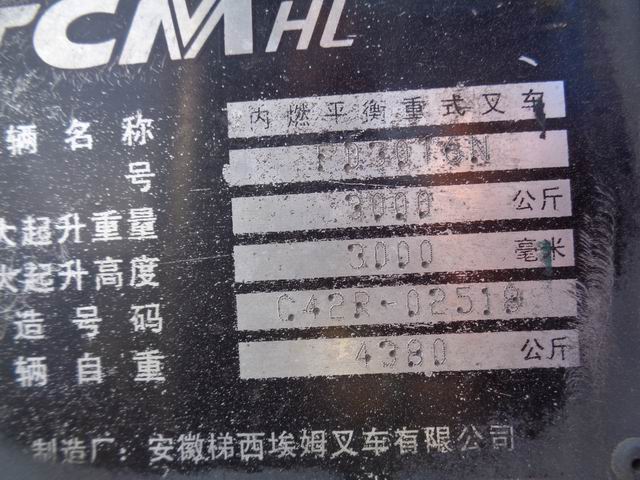 TCM HL
辆名称 内燃平衡重式叉车
号 FD30T6N
大起升重量 3000 公斤
大起升高度 3000 毫米
造号码 C42R-02518
辆自重 4380 公斤
制造厂：安徽梯西埃姆叉车有限公司